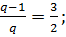 (q−1)/q = 3/2;